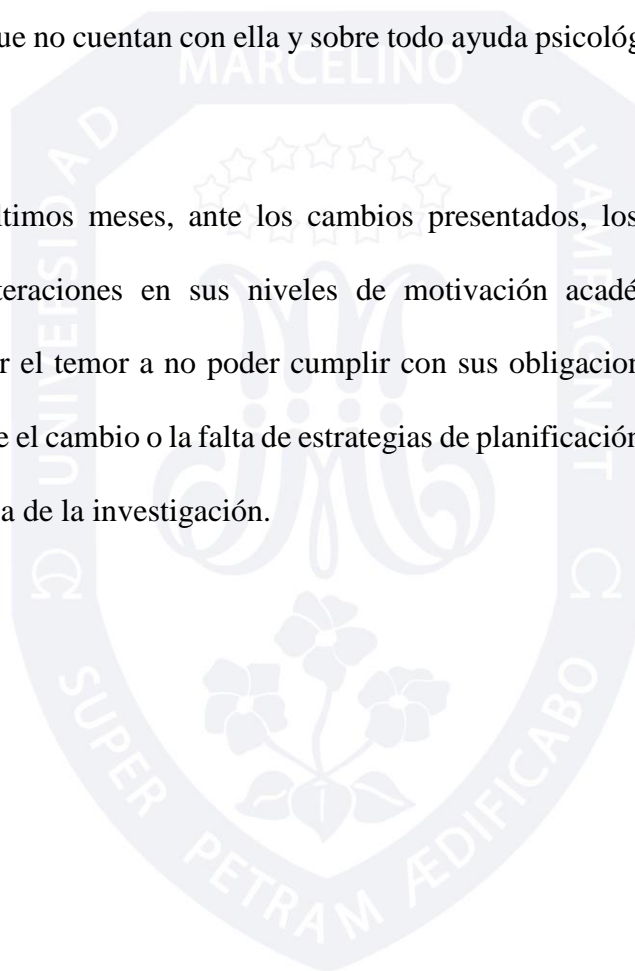 ue no cuentan con ella y sobre todo ayuda psicológ
ltimos meses, ante los cambios presentados, los
teraciones en sus niveles de motivación acadé
r el temor a no poder cumplir con sus obligacion
e el cambio o la falta de estrategias de planificación
a de la investigación.
UNIVERSIDAD
MARCELINO
CHAMPAGNAT
SUPER PETRAM ÆDIFICABO